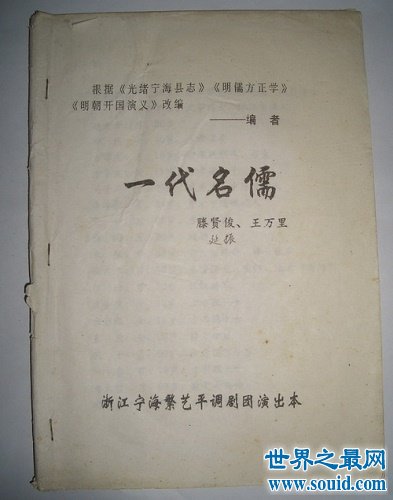 根据《光绪宁海县志》《明儒方正学》
《明朝开国演义》改编
——编者
一代名儒
滕贤俊、王万里
延振
浙江宁海繁艺平调剧团演出本
世界之最网
www.souid.com